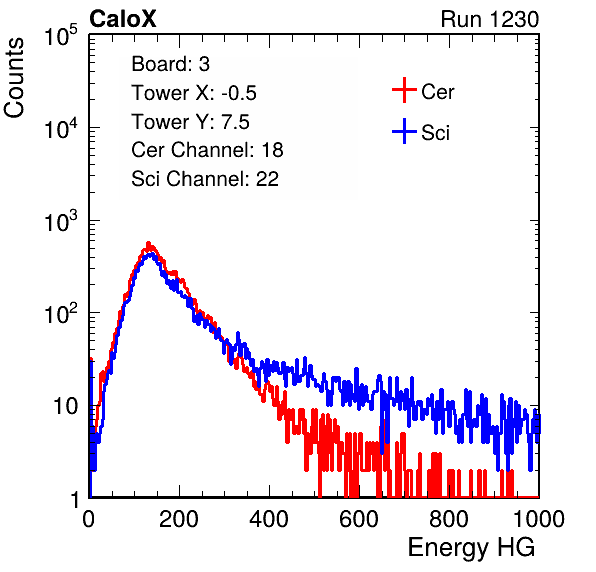 CaloX Run 1230
Board: 3
Tower X: -0.5
Tower Y: 7.5
Cer Channel: 18
Sci Channel: 22
Cer
Sci
Counts
10^5
10^4
10^3
10^2
10
1
0 200 400 600 800 1000
Energy HG